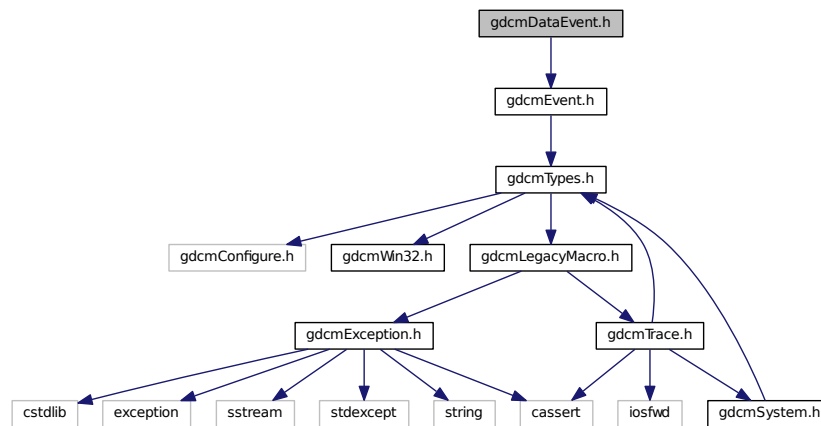 gdcmDataEvent.h
gdcmEvent.h
gdcmTypes.h
gdcmConfigure.h
gdcmWin32.h
gdcmLegacyMacro.h
gdcmException.h
gdcmTrace.h
cstdlib
exception
sstream
stdexcept
string
cassert
iosfwd
gdcmSystem.h